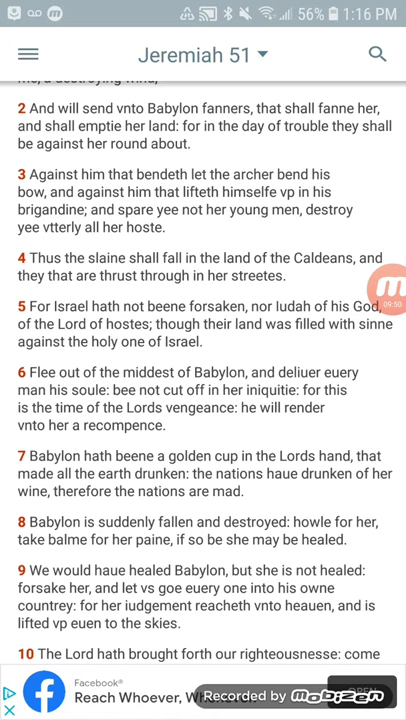 56% 1:16 PM
Jeremiah 51
me, a destroying wind;
2 And will send vnto Babylon fanners, that shall fanne her,
and shall emptie her land: for in the day of trouble they shall
be against her round about.
3 Against him that bendeth let the archer bend his
bow, and against him that lifteth himselfe vp in his
brigandine; and spare yee not her young men, destroy
yee vtterly all her hoste.
4 Thus the slaine shall fall in the land of the Caldeans, and
they that are thrust through in her streetes.
5 For Israel hath not beene forsaken, nor Iudah of his God,
of the Lord of hostes; though their land was filled with sinne
against the holy one of Israel.
09:50
6 Flee out of the middest of Babylon, and deliuer euery
man his soule: bee not cut off in her iniquitie: for this
is the time of the Lords vengeance: he will render
vnto her a recompence.
7 Babylon hath beene a golden cup in the Lords hand, that
made all the earth drunken: the nations haue drunken of her
wine, therefore the nations are mad.
8 Babylon is suddenly fallen and destroyed: howle for her,
take balme for her paine, if so be she may be healed.
9 We would haue healed Babylon, but she is not healed:
forsake her, and let vs goe euery one into his owne
countrey: for her iudgement reacheth vnto heauen, and is
lifted vp euen to the skies.
10 The Lord hath brought forth our righteousnesse: come
Facebook®
Reach Whoever, W
Recorded by MOBIZEN